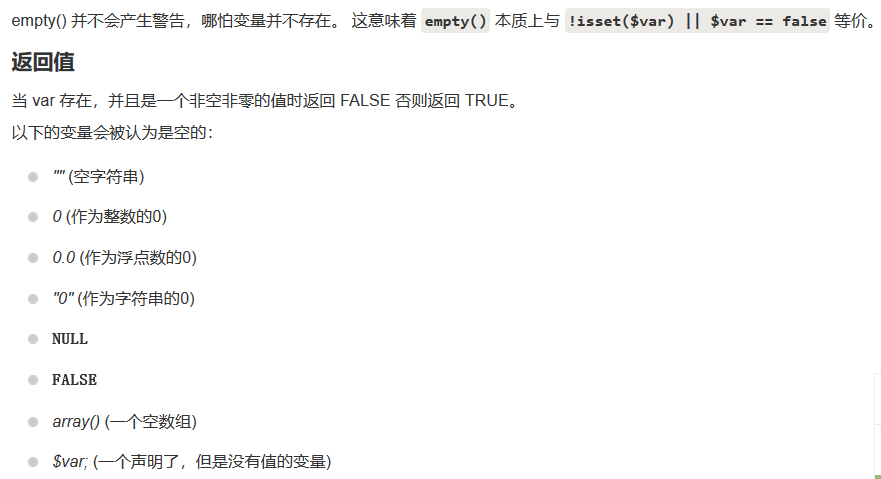 empty() 并不会产生警告，哪怕变量并不存在。 这意味着 empty() 本质上与 !isset($var) || $var == false 等价。
返回值
当 var 存在，并且是一个非空非零的值时返回 FALSE 否则返回 TRUE。
以下的变量会被认为是空的：
"" (空字符串)
0 (作为整数的0)
0.0 (作为浮点数的0)
"0" (作为字符串的0)
NULL
FALSE
array() (一个空数组)
$var; (一个声明了，但是没有值的变量)